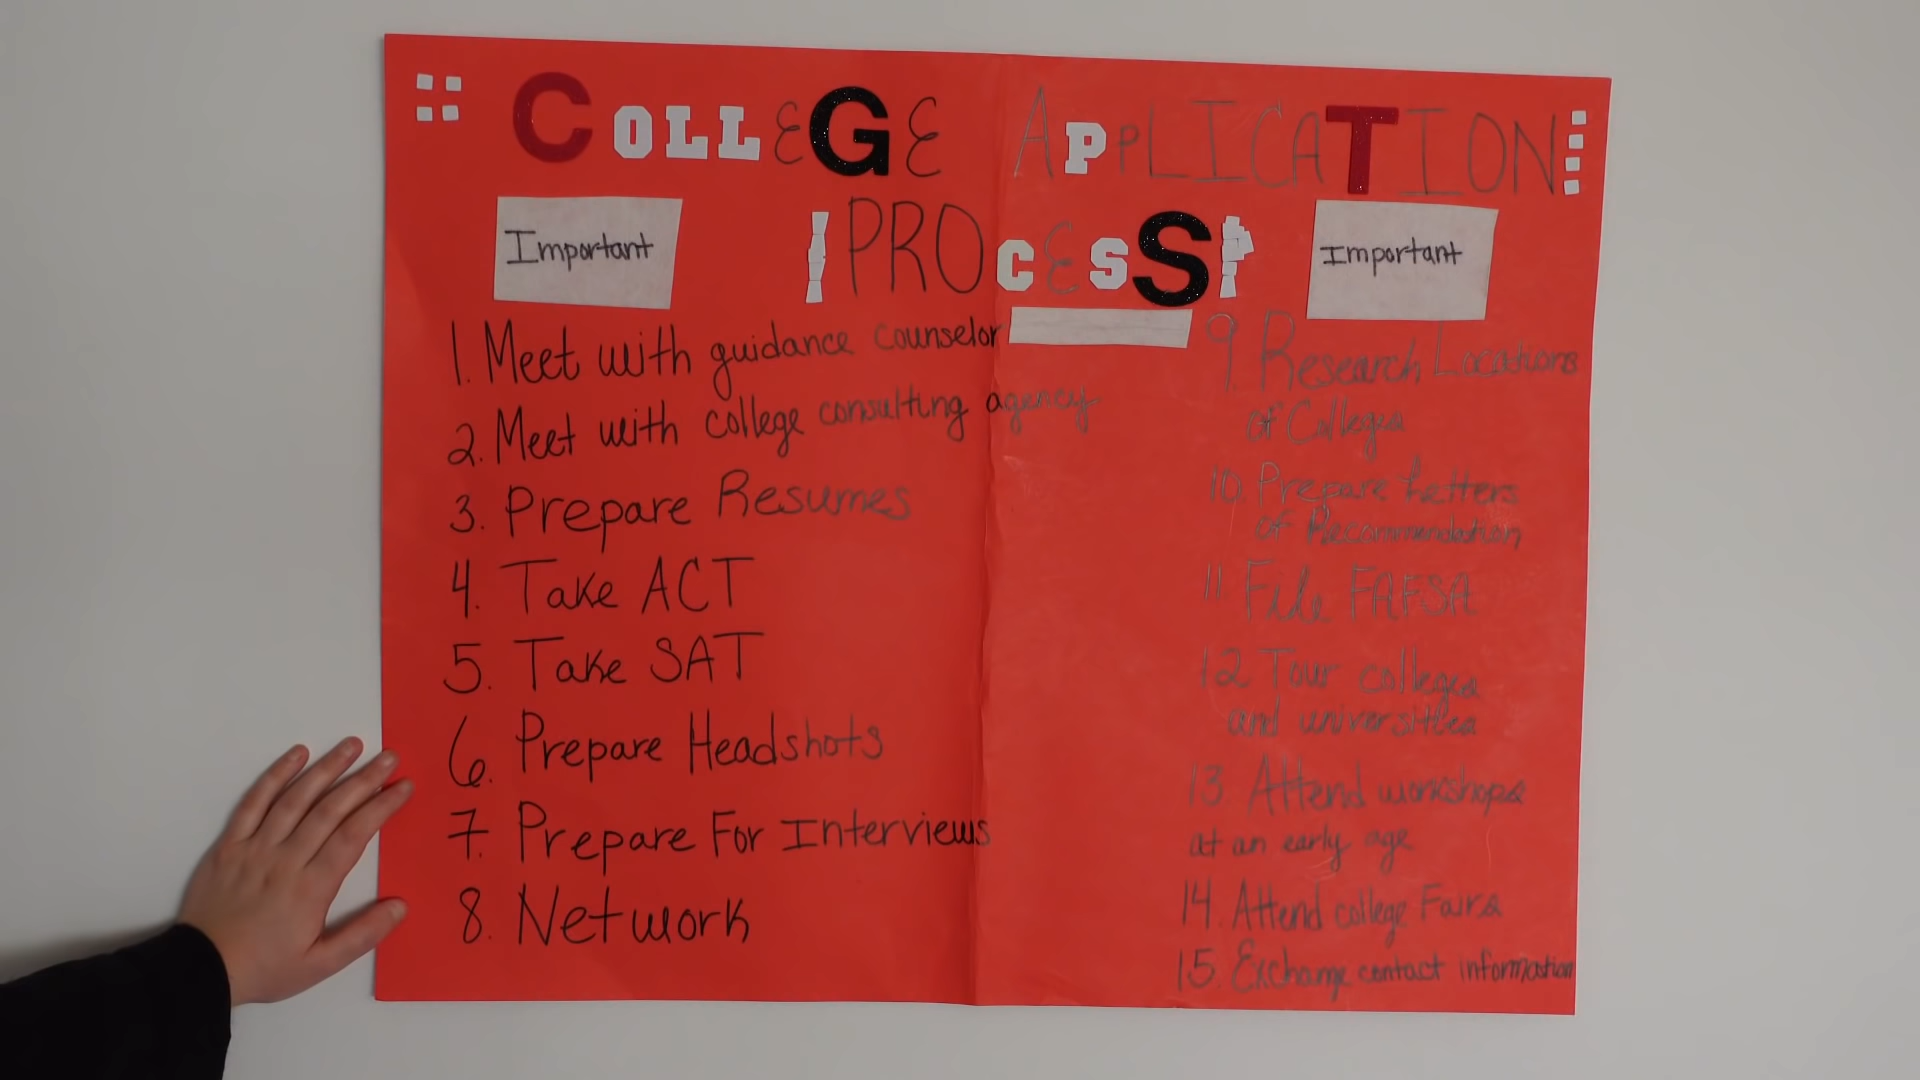 COLLEGE APPLICATION
PROCESS
Important
Important
1. Meet with guidance counselor
2. Meet with college consulting agency
3. Prepare Resumes
4. Take ACT
5. Take SAT
6. Prepare Headshots
7. Prepare For Interviews
8. Network
9. Research Locations
of Colleges
10. Prepare Letters
of Recommendation
11 File FAFSA
12 Tour colleges
and universities
13. Attend workshops
at an early age
14. Attend college Fairs
15. Exchange contact information